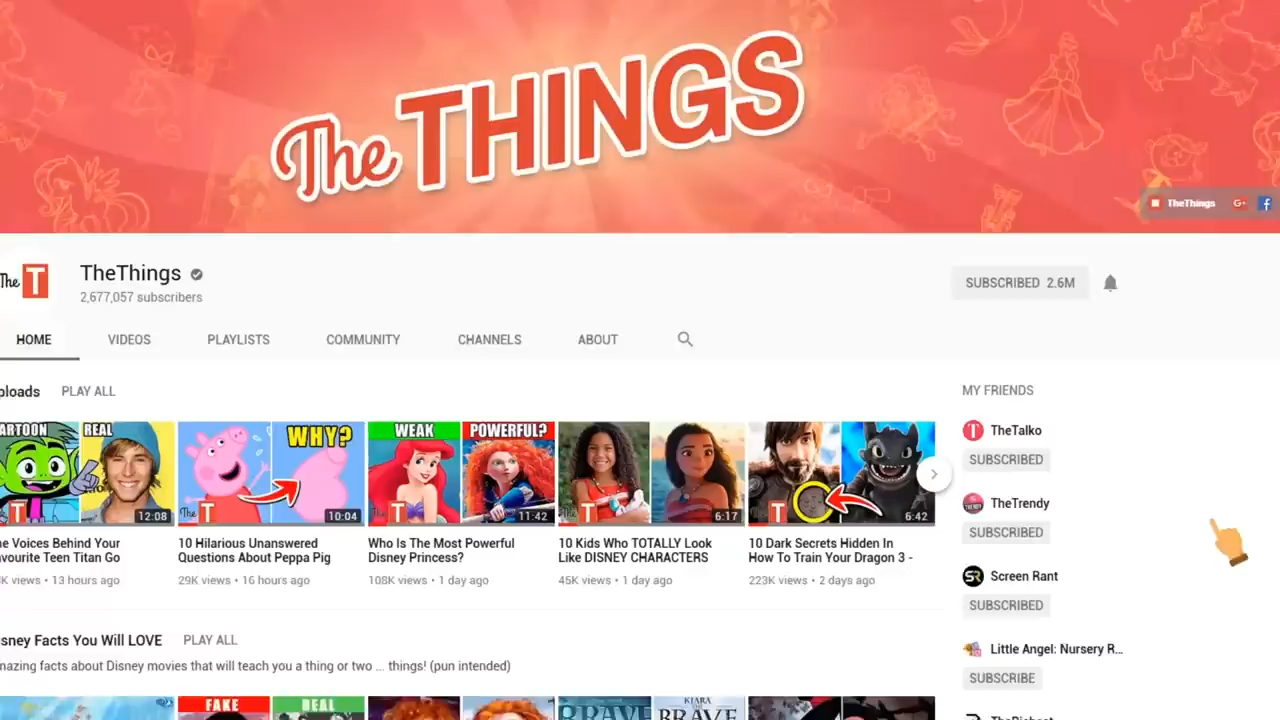 The THINGS
TheThings
The T
TheThings
2,677,057 subscribers
SUBSCRIBED 2.6M
HOME
VIDEOS
PLAYLISTS
COMMUNITY
CHANNELS
ABOUT
ploads
PLAY ALL
MY FRIENDS
ARTOON
REAL
12:08
e Voices Behind Your
avourite Teen Titan Go
K views • 13 hours ago
WHY?
The T
10:04
10 Hilarious Unanswered
Questions About Peppa Pig
29K views • 16 hours ago
WEAK
POWERFUL?
The T
11:42
Who Is The Most Powerful
Disney Princess?
108K views • 1 day ago
The T
6:17
10 Kids Who TOTALLY Look
Like DISNEY CHARACTERS
45K views • 1 day ago
T
6:42
10 Dark Secrets Hidden In
How To Train Your Dragon 3 -
223K views • 2 days ago
TheTalko
SUBSCRIBED
TheTrendy
SUBSCRIBED
Screen Rant
SUBSCRIBED
Little Angel: Nursery R...
SUBSCRIBE
sney Facts You Will LOVE
PLAY ALL
mazing facts about Disney movies that will teach you a thing or two ... things! (pun intended)
FAKE
REAL
BRAVE
KIARA THE
BRAVE